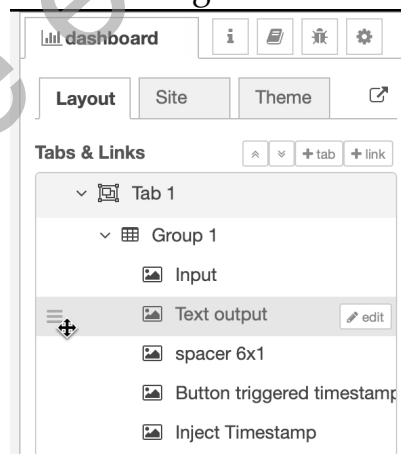 dashboard
i
Layout
Site
Theme
Tabs & Links
+ tab
+ link
Tab 1
Group 1
Input
Text output
edit
spacer 6x1
Button triggered timestamp
Inject Timestamp